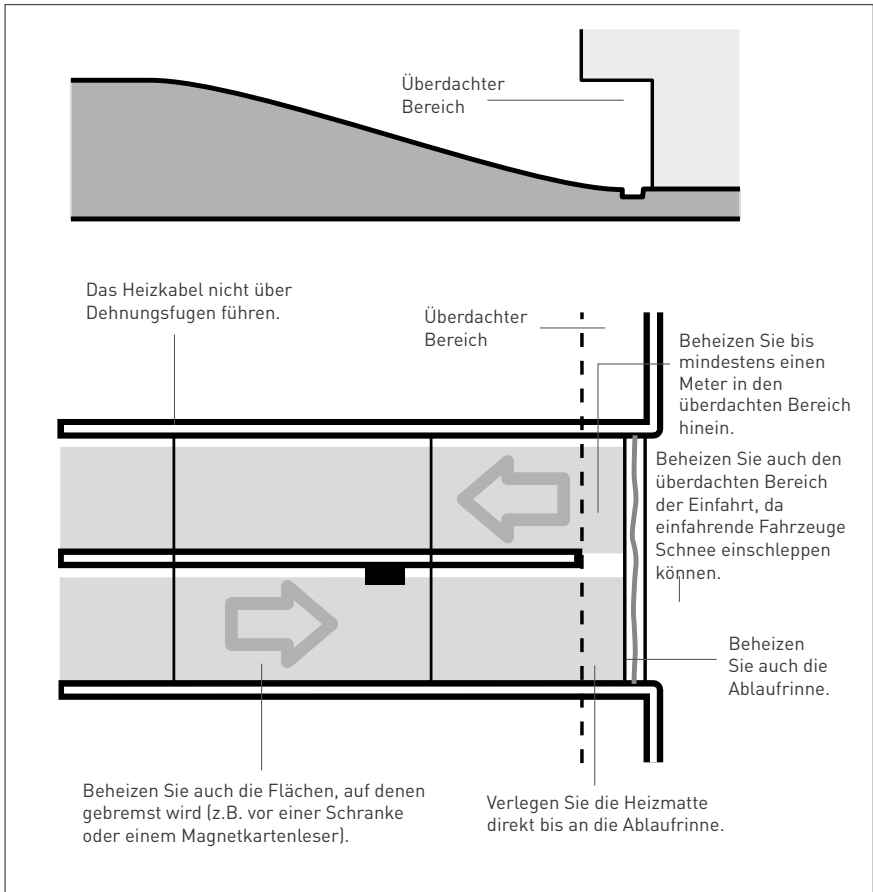 Überdachter
Bereich
Das Heizkabel nicht über
Dehnungsfugen führen.
Überdachter
Bereich
Beheizen Sie bis
mindestens einen
Meter in den
überdachten Bereich
hinein.
Beheizen Sie auch den
überdachten Bereich
der Einfahrt, da
einfahrende Fahrzeuge
Schnee einschleppen
können.
Beheizen
Sie auch die
Ablaufrinne.
Beheizen Sie auch die Flächen, auf denen
gebremst wird (z.B. vor einer Schranke
oder einem Magnetkartenleser).
Verlegen Sie die Heizmatte
direkt bis an die Ablaufrinne.